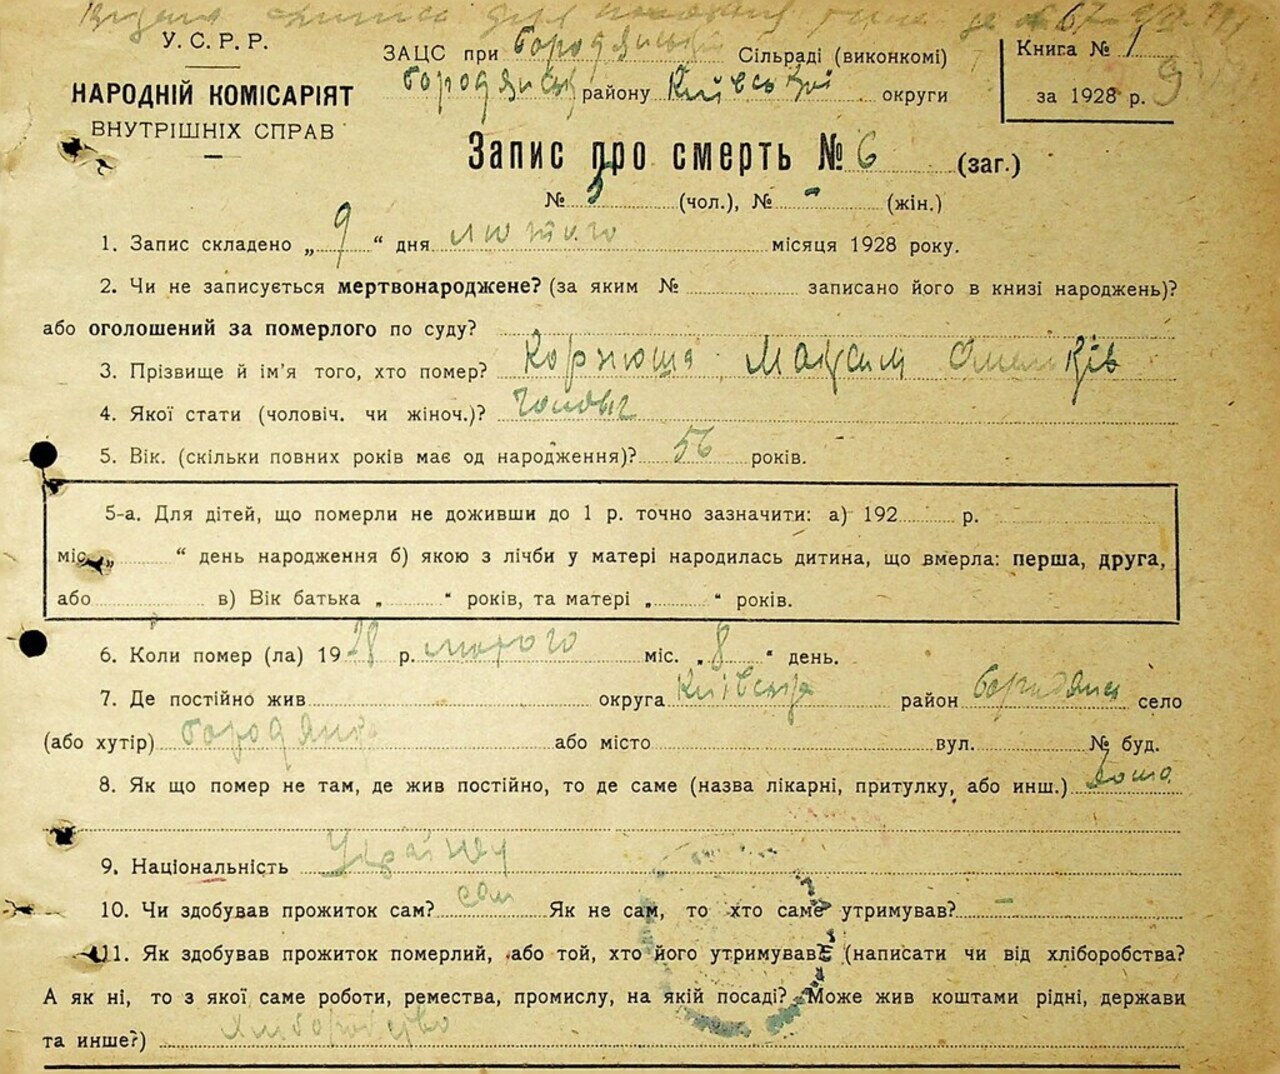 У.С.Р.Р.
НАРОДНІЙ КОМІСАРІЯТ
ВНУТРІШНІХ СПРАВ
ЗАЦС при Бородянській Сільраді (виконкомі)
Бородянськ району Київської округи
Книга № 1
за 1928 р. 9
Запис про смерть № 6 (заг.)
№ 5 (чол.), № - (жін.)
1. Запис складено „ 9 “ дня лютого місяця 1928 року.
2. Чи не записується мертвонароджене? (за яким № записано його в книзі народжень)?
або оголошений за померлого по суду?
3. Прізвище й ім'я того, хто помер? Максим
4. Якої стати (чоловіч. чи жіноч.)?
5. Вік. (скільки повних років має од народження)? 56 років.
5-а. Для дітей, що померли не доживши до 1 р. точно зазначити: а) 192 р.
міс. „ “ день народження б) якою з лічби у матері народилась дитина, що вмерла: перша, друга,
або в) Вік батька „ “ років, та матері „ “ років.
6. Коли помер (ла) 19 28 р. лютого міс. „ 8 “ день.
7. Де постійно жив округа Київська район Бородянськ село
(або хутір) Бородянка або місто вул. № буд.
8. Як що помер не там, де жив постійно, то де саме (назва лікарні, притулку, або инш.) дома
9. Національність
10. Чи здобував прожиток сам? сам Як не сам, то хто саме утримував? –
11. Як здобував прожиток померлий, або той, хто його утримував? (написати чи від хліборобства?
А як ні, то з якої саме роботи, ремества, промислу, на якій посаді? Може жив коштами рідні, держави
та инше?) хліборобство